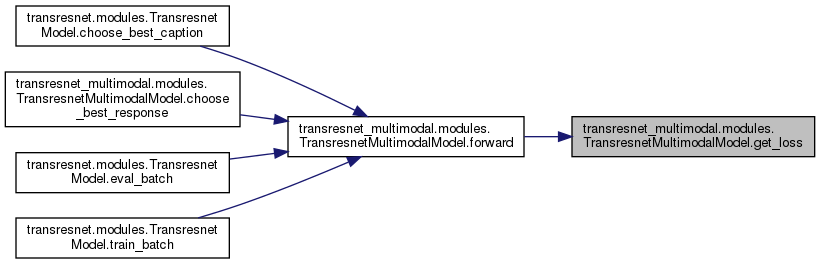 transresnet.modules.Transresnet
Model.choose_best_caption
transresnet_multimodal.modules.
TransresnetMultimodalModel.choose
_best_response
transresnet.modules.Transresnet
Model.eval_batch
transresnet.modules.Transresnet
Model.train_batch
transresnet_multimodal.modules.
TransresnetMultimodalModel.forward
transresnet_multimodal.modules.
TransresnetMultimodalModel.get_loss